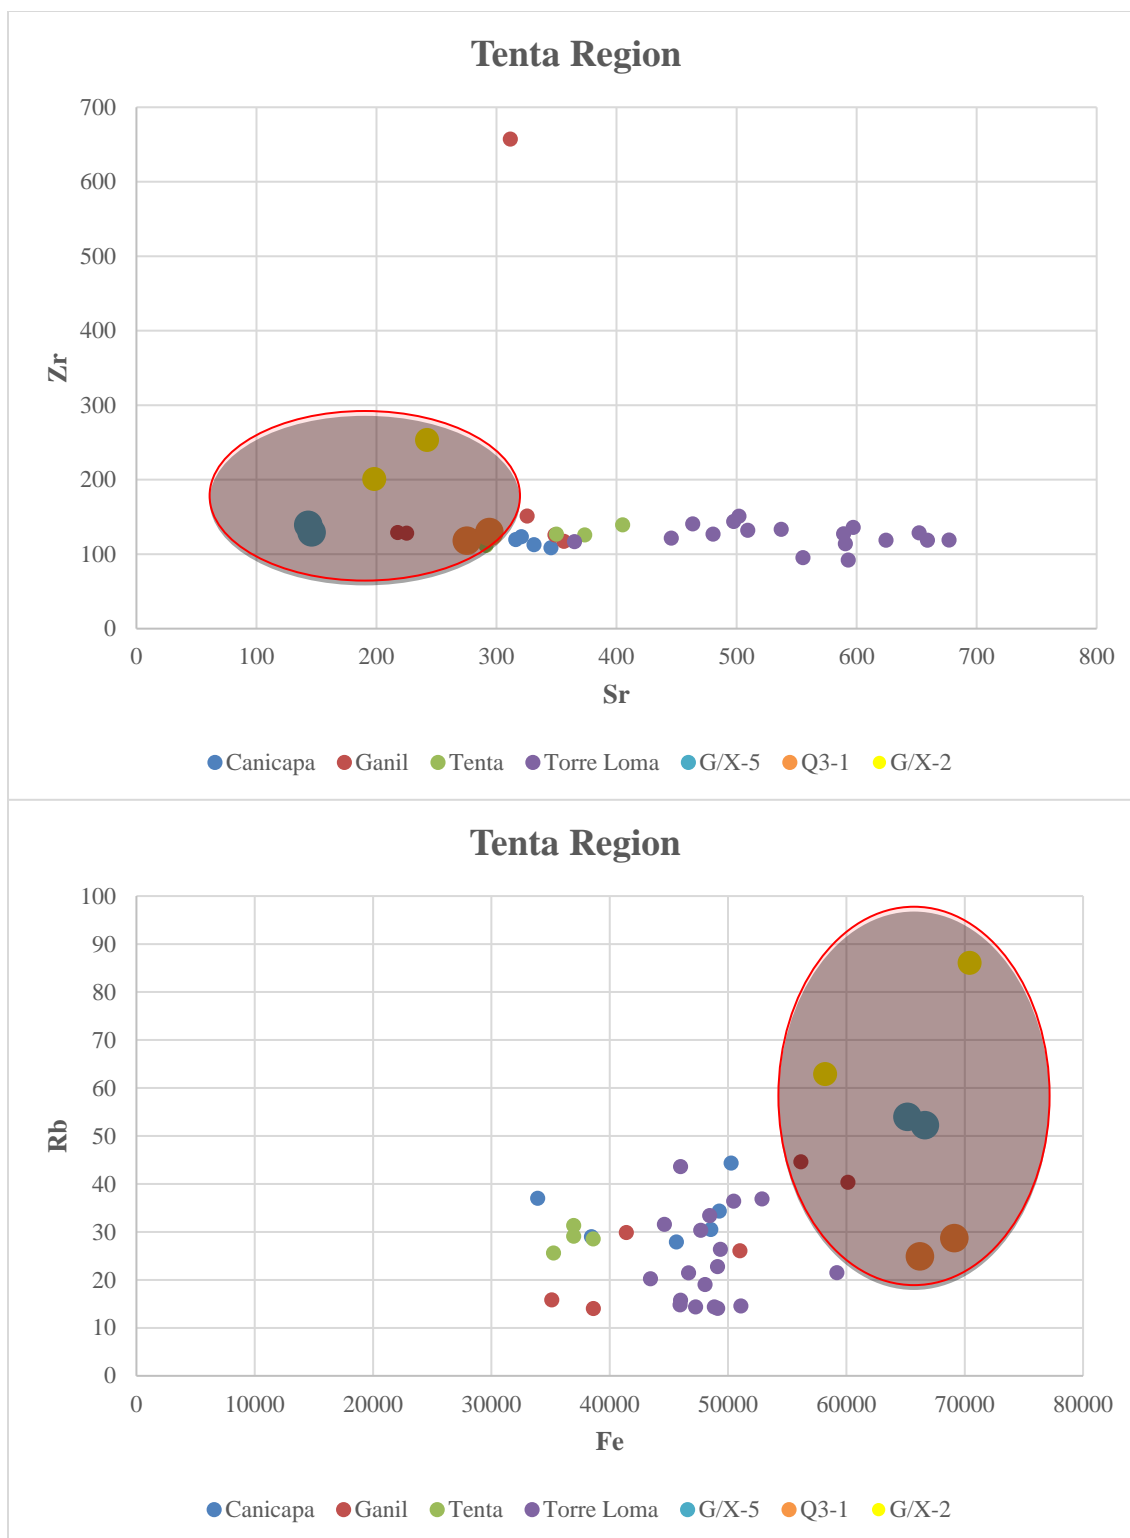 Tenta Region
700
600
500
400
300
200
100
0
Zr
0 100 200 300 400 500 600 700 800
Sr
Canicapa Ganil Tenta Torre Loma G/X-5 Q3-1 G/X-2
Tenta Region
100
90
80
70
60
50
40
30
20
10
0
Rb
0 10000 20000 30000 40000 50000 60000 70000 80000
Fe
Canicapa Ganil Tenta Torre Loma G/X-5 Q3-1 G/X-2